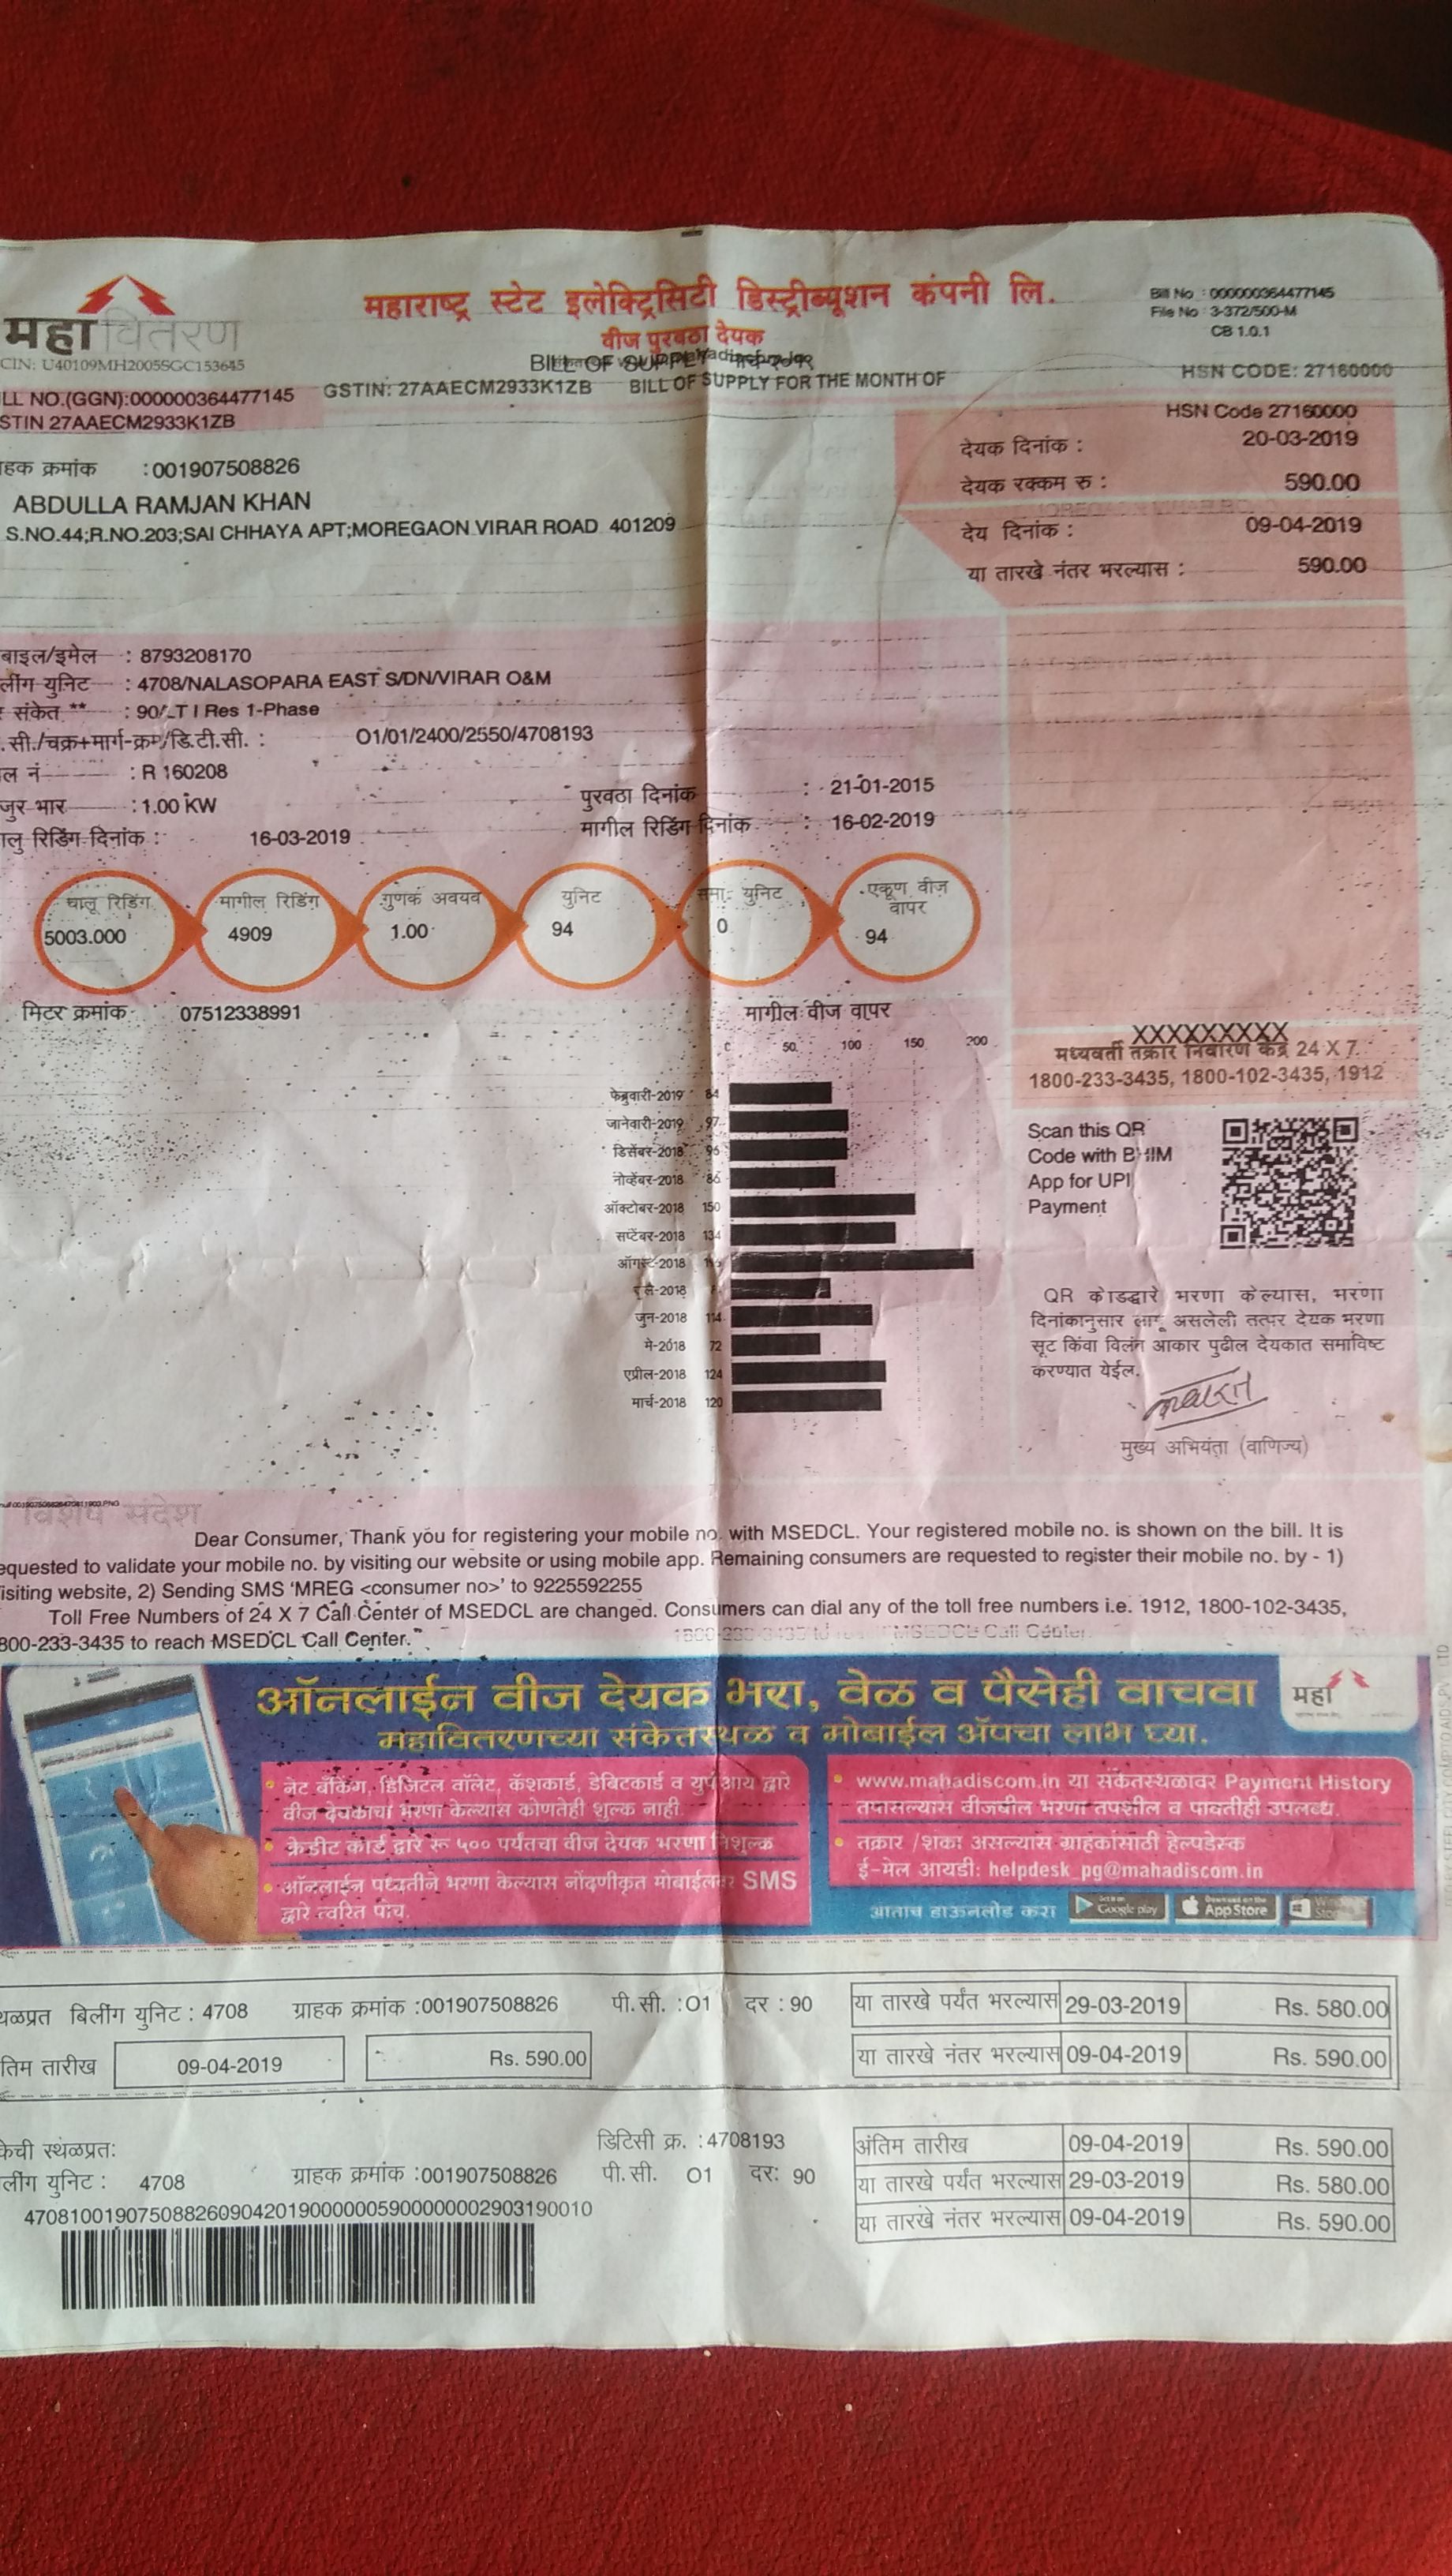 महावितरण
CIN: U40109MH2005SGC153645
महाराष्ट्र स्टेट इलेक्ट्रिसिटी डिस्ट्रीब्यूशन कंपनी लि.
वीज पुरवठा देयक
BILL OF SUPPLY
GSTIN: 27AAECM2933K1ZB BILL OF SUPPLY FOR THE MONTH OF
Bill No : 000000364477145
File No : 3-372/500-M
CB 1.0.1
HSN CODE: 27160000
LL NO.(GGN):000000364477145
STIN 27AAECM2933K1ZB
HSN Code 27160000
हक क्रमांक :001907508826
ABDULLA RAMJAN KHAN
S.NO.44;R.NO.203;SAI CHHAYA APT;MOREGAON VIRAR ROAD 401209
देयक दिनांक : 20-03-2019
देयक रक्कम रु : 590.00
देय दिनांक : 09-04-2019
या तारखे नंतर भरल्यास : 590.00
बाइल/इमेल : 8793208170
लींग युनिट : 4708/NALASOPARA EAST S/DN/VIRAR O&M
संकेत ** : 90/LT I Res 1-Phase
.सी./चक्र+मार्ग-क्रम/डि.टी.सी. : O1/01/2400/2550/4708193
ल नं : R 160208
जुर भार : 1.00 KW
पुरवठा दिनांक : 21-01-2015
लु रिडिंग दिनांक : 16-03-2019
मागील रिडिंग दिनांक : 16-02-2019
चालू रिडिंग मागील रिडिंग गुणक अवयव युनिट समा. युनिट एकूण वीज वापर
5003.000 4909 1.00 94 0 94
मिटर क्रमांक 07512338991
मागील वीज वापर
50 100 150 200
फेब्रुवारी-2019 84
जानेवारी-2019 97
डिसेंबर-2018 96
नोव्हेंबर-2018 86
ऑक्टोबर-2018 150
सप्टेंबर-2018 134
ऑगस्ट-2018
लै-2018
जुन-2018 114
मे-2018 72
एप्रील-2018 124
मार्च-2018 120
XXXXXXXXX
मध्यवर्ती तक्रार निवारण केंद्र 24 X 7
1800-233-3435, 1800-102-3435, 1912
Scan this QR
Code with BHIM
App for UPI
Payment
QR कोडद्वारे भरणा केल्यास, भरणा
दिनांकानुसार लागू असलेली तत्पर देयक भरणा
सूट किंवा विलंब आकार पुढील देयकात समाविष्ट
करण्यात येईल.
मुख्य अभियंता (वाणिज्य)
विशेष संदेश
Dear Consumer, Thank you for registering your mobile no. with MSEDCL. Your registered mobile no. is shown on the bill. It is
equested to validate your mobile no. by visiting our website or using mobile app. Remaining consumers are requested to register their mobile no. by - 1)
isiting website, 2) Sending SMS 'MREG <consumer no>' to 9225592255
Toll Free Numbers of 24 X 7 Call Center of MSEDCL are changed. Consumers can dial any of the toll free numbers i.e. 1912, 1800-102-3435,
800-233-3435 to reach MSEDCL Call Center."
ऑनलाईन वीज देयक भरा, वेळ व पैसेही वाचवा
महावितरणच्या संकेतस्थळ व मोबाईल ॲपचा लाभ घ्या.
महा
नेट बँकिंग, डिजिटल वॉलेट, कॅशकार्ड, डेबिटकार्ड व युपीआय द्वारे
वीज देयकाचा भरणा केल्यास कोणतेही शुल्क नाही.
क्रेडीट कार्ड द्वारे रू ५०० पर्यंतचा वीज देयक भरणा निशुल्क
ऑनलाईन पध्दतीने भरणा केल्यास नोंदणीकृत मोबाईलवर SMS
द्वारे त्वरित पोच.
www.mahadiscom.in या संकेतस्थळावर Payment History
तपासल्यास वीजबील भरणा तपशील व पावतीही उपलब्ध.
तक्रार /शंका असल्यास ग्राहकांसाठी हेल्पडेस्क
ई-मेल आयडी: helpdesk_pg@mahadiscom.in
आताच डाऊनलोड करा Google play App Store
थळप्रत बिलींग युनिट : 4708 ग्राहक क्रमांक :001907508826 पी.सी. :O1 दर : 90
या तारखे पर्यंत भरल्यास 29-03-2019 Rs. 580.00
तिम तारीख 09-04-2019 Rs. 590.00
या तारखे नंतर भरल्यास 09-04-2019 Rs. 590.00
केची स्थळप्रत:
डिटिसी क्र. : 4708193
लींग युनिट : 4708 ग्राहक क्रमांक :001907508826 पी.सी. O1 दर: 90
अंतिम तारीख 09-04-2019 Rs. 590.00
या तारखे पर्यंत भरल्यास 29-03-2019 Rs. 580.00
या तारखे नंतर भरल्यास 09-04-2019 Rs. 590.00